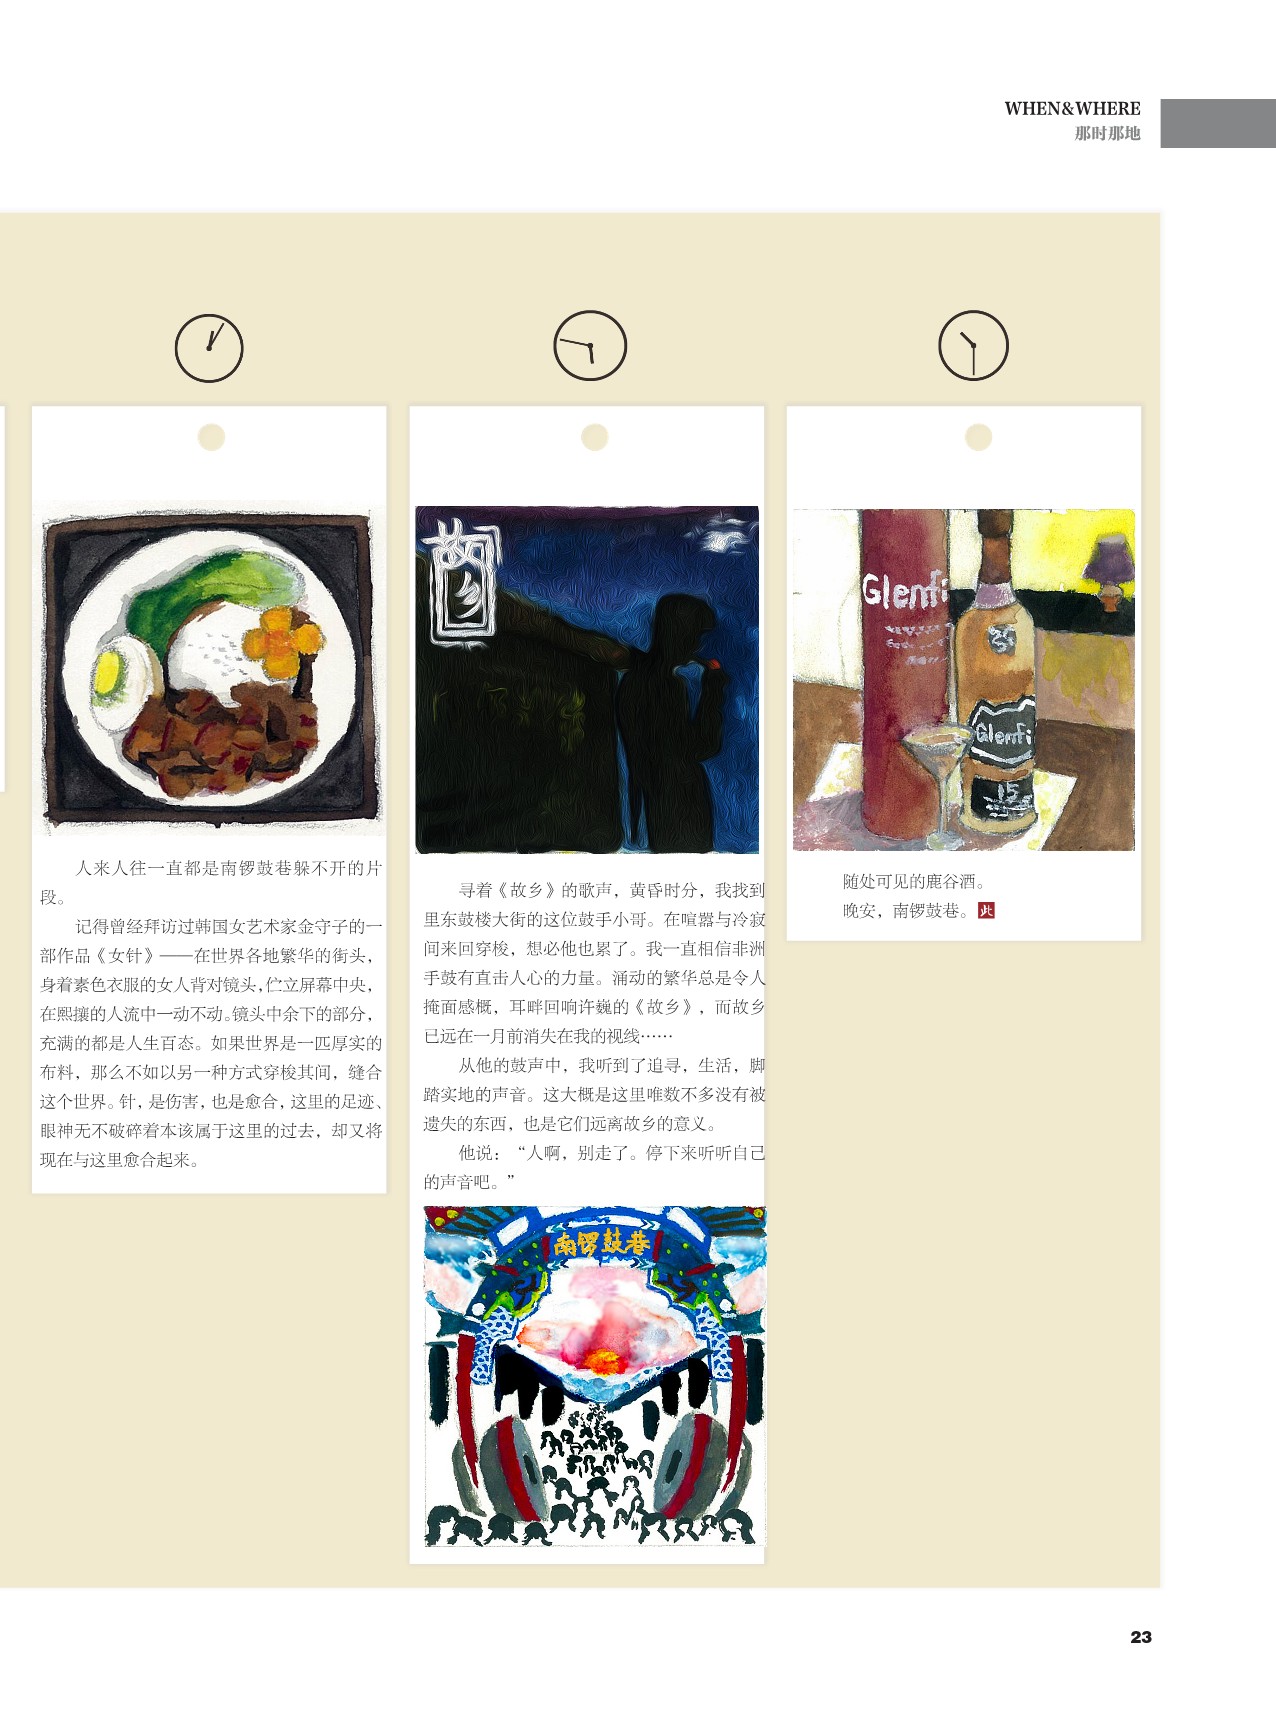 WHEN&WHERE
那时那地
人来人往一直都是南锣鼓巷躲不开的片
段。
记得曾经拜访过韩国女艺术家金守子的一
部作品《女针》——在世界各地繁华的街头，
身着素色衣服的女人背对镜头，伫立屏幕中央，
在熙攘的人流中一动不动。镜头中余下的部分，
充满的都是人生百态。如果世界是一匹厚实的
布料，那么不如以另一种方式穿梭其间，缝合
这个世界。针，是伤害，也是愈合，这里的足迹、
眼神无不破碎着本该属于这里的过去，却又将
现在与这里愈合起来。
故乡
寻着《故乡》的歌声，黄昏时分，我找到
里东鼓楼大街的这位鼓手小哥。在喧嚣与冷寂
间来回穿梭，想必他也累了。我一直相信非洲
手鼓有直击人心的力量。涌动的繁华总是令人
掩面感概，耳畔回响许巍的《故乡》，而故乡
已远在一月前消失在我的视线……
从他的鼓声中，我听到了追寻，生活，脚
踏实地的声音。这大概是这里唯数不多没有被
遗失的东西，也是它们远离故乡的意义。
他说：“人啊，别走了。停下来听听自己
的声音吧。”
南锣鼓巷
Glenfi
Glenfi
15
随处可见的鹿谷酒。
晚安，南锣鼓巷。此
23